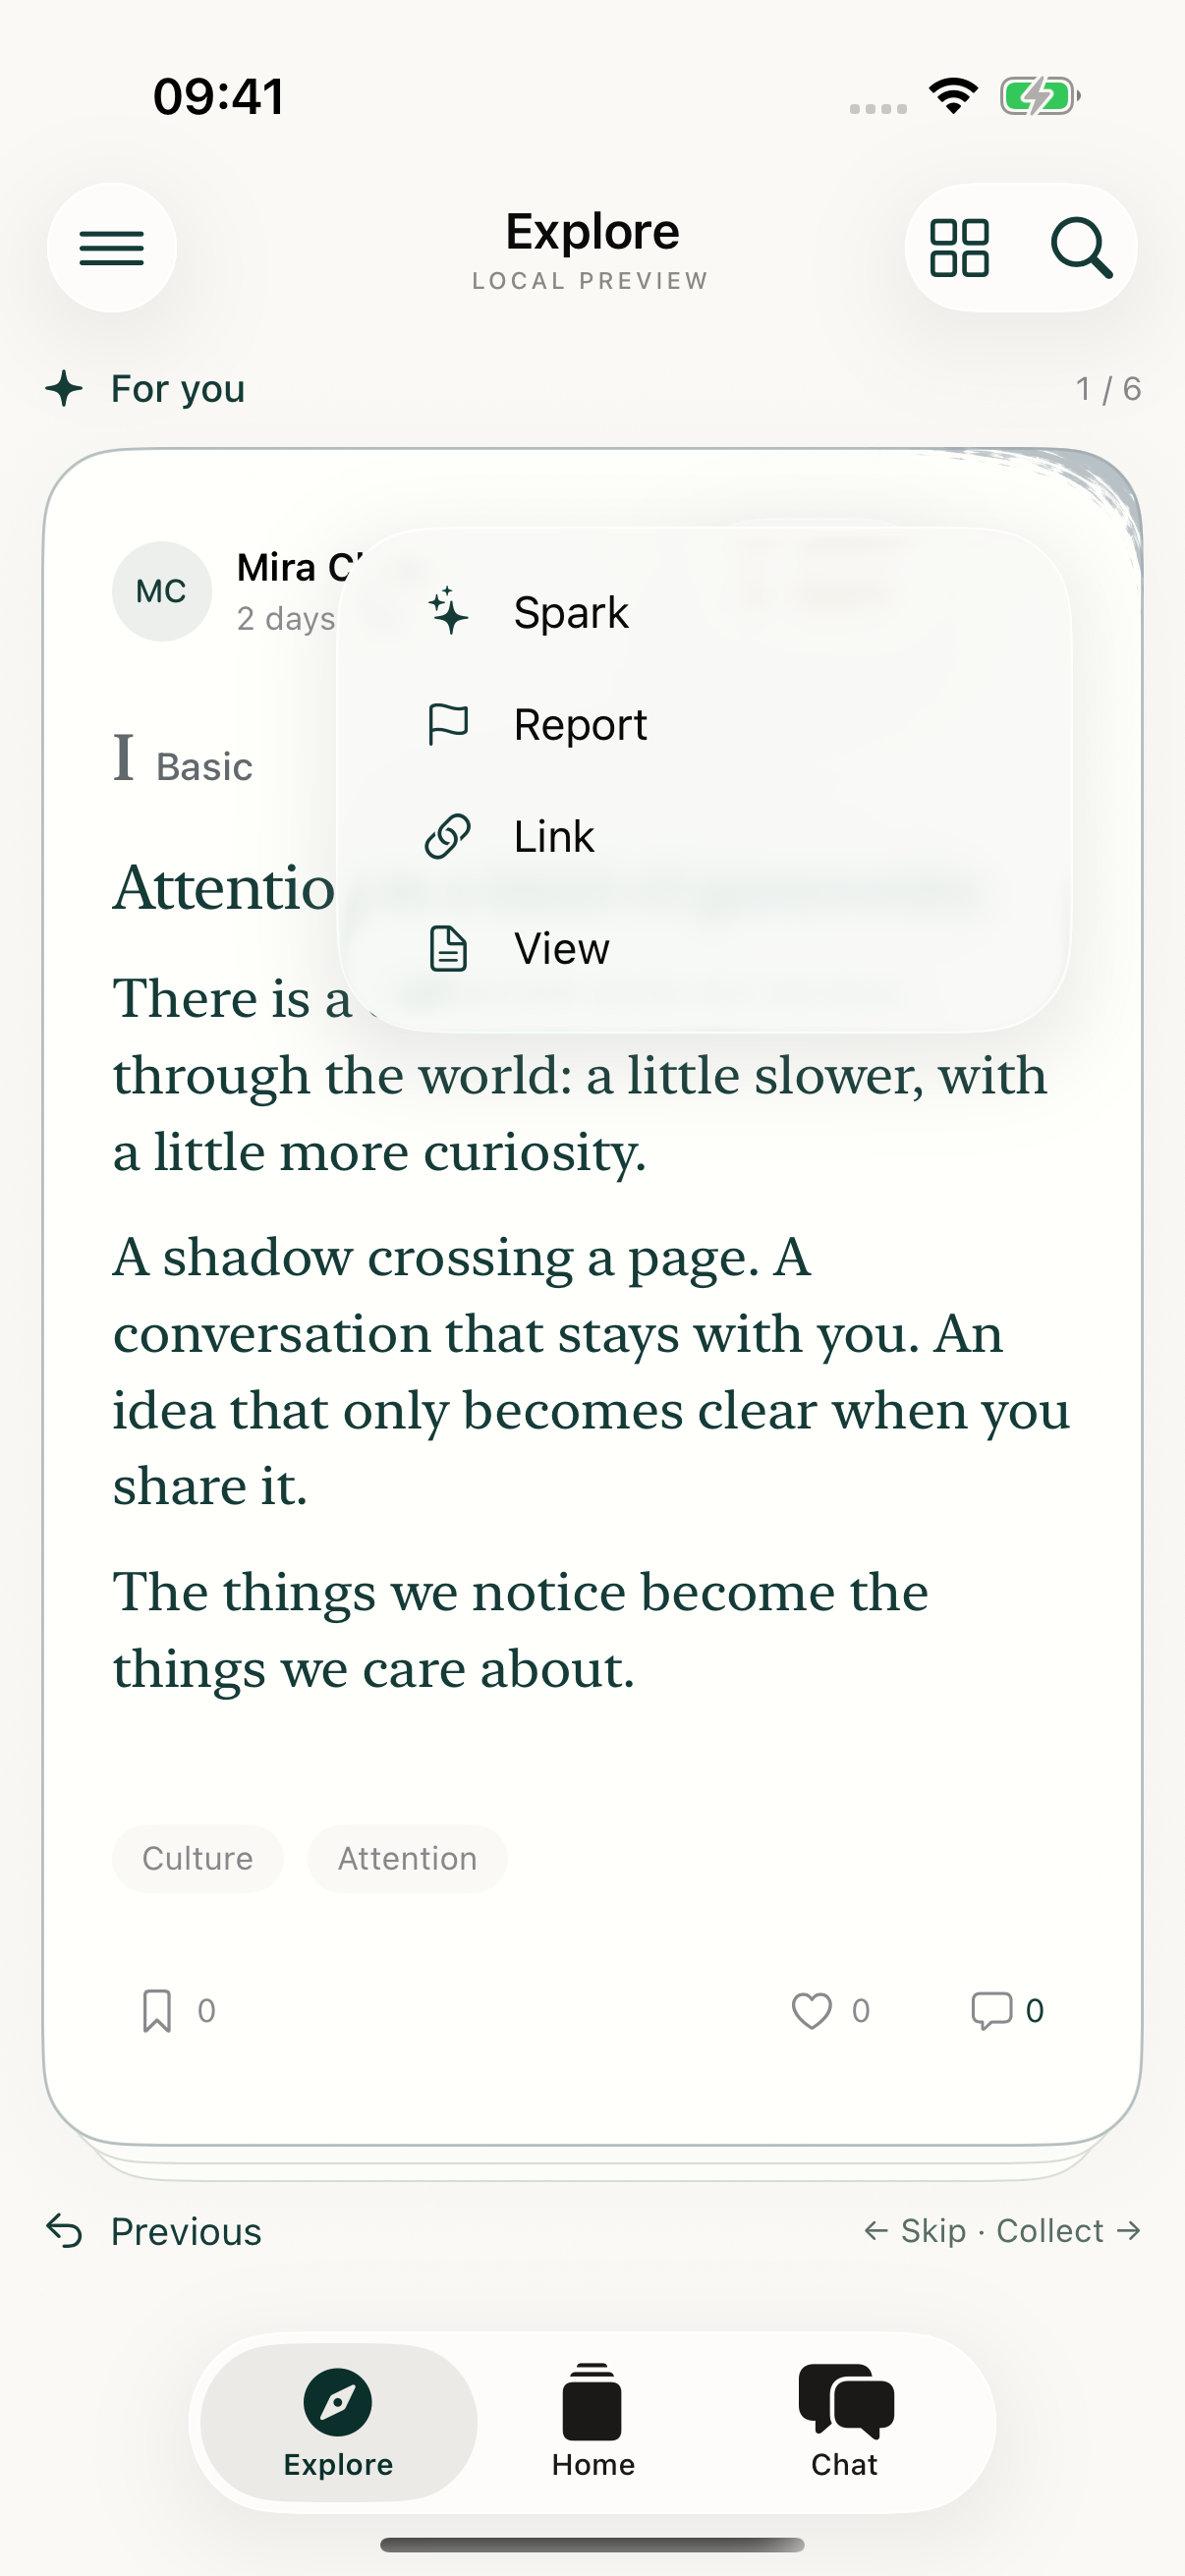 09:41
Explore
LOCAL PREVIEW
For you
1 / 6
MC
Mira
2 days
Spark
Report
I Basic
Link
Attentio
View
There is a
through the world: a little slower, with
a little more curiosity.
A shadow crossing a page. A
conversation that stays with you. An
idea that only becomes clear when you
share it.
The things we notice become the
things we care about.
Culture
Attention
0
0
0
Previous
← Skip · Collect →
Explore
Home
Chat